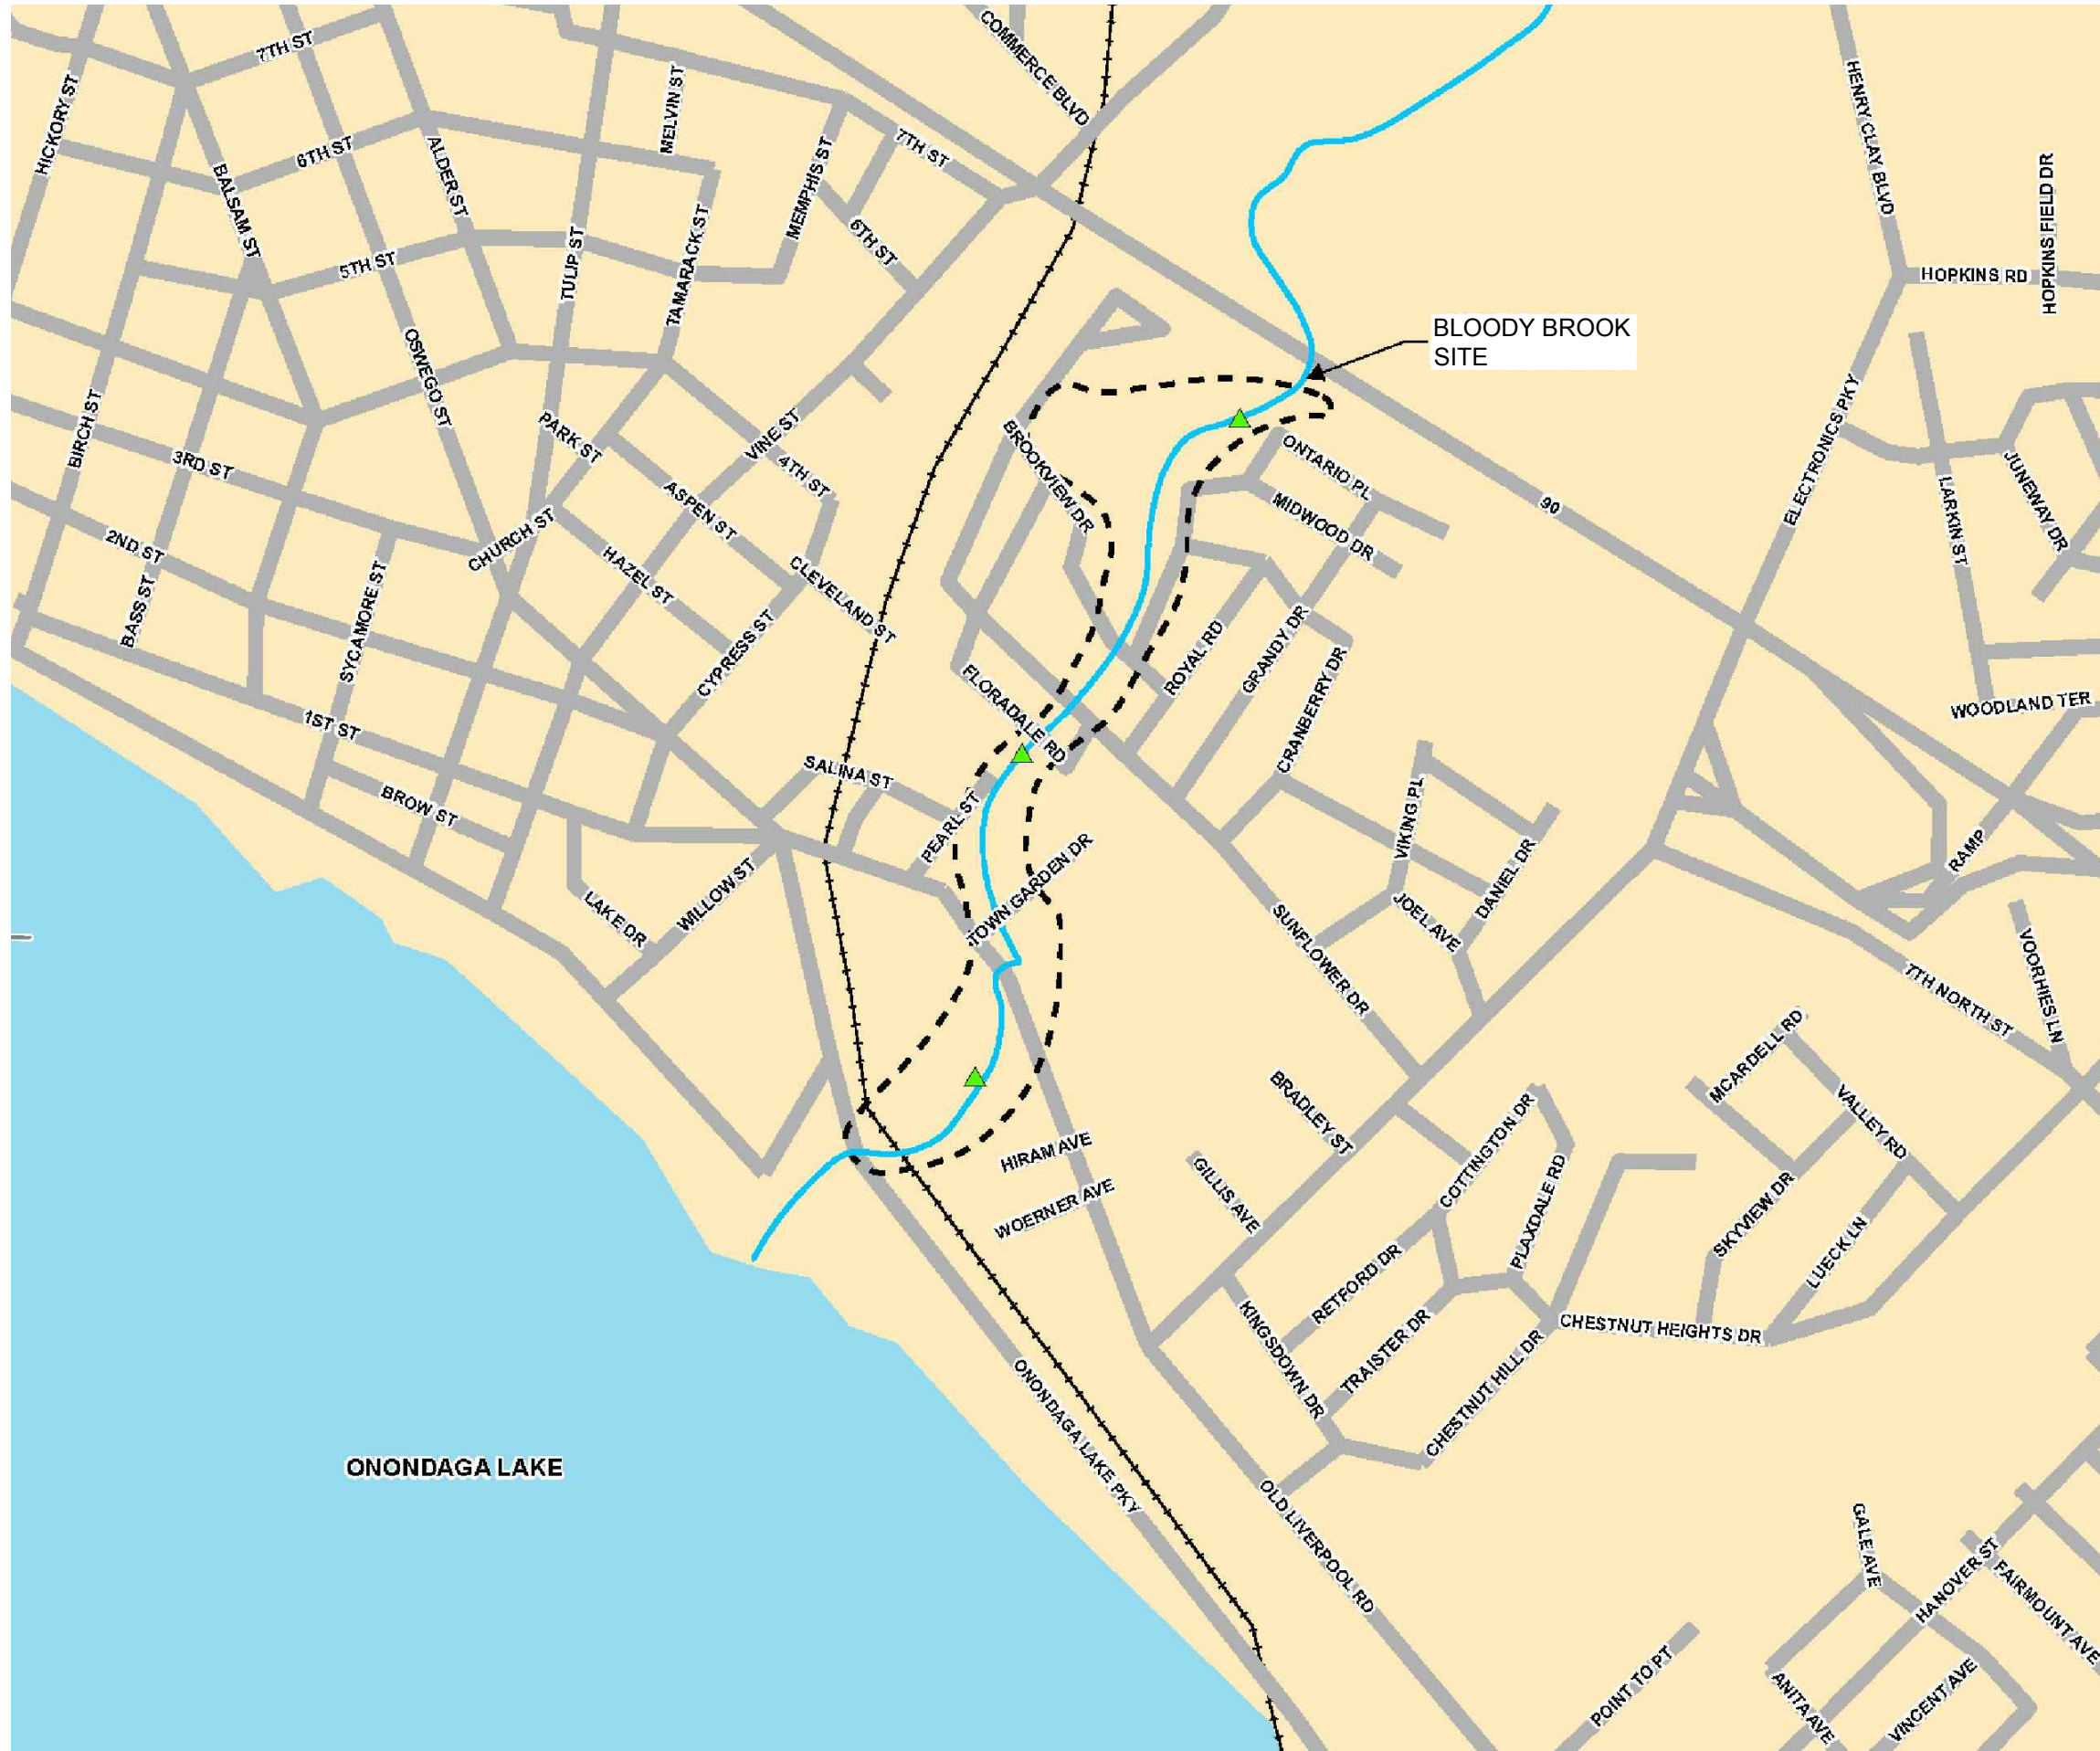 COMMERCE BLVD
7TH ST
HICKORY ST
MELVIN ST
HENRY CLAY BLVD
6TH ST
ALDER ST
7TH ST
MEMPHIS ST
BALSAM ST
HOPKINSFIELD DR
TAMARACK ST
6TH ST
TULIP ST
5TH ST
HOPKINS RD
BLOODY BROOK
SITE
OSWEGO ST
ELECTRONICS PKY
BIRCH ST
PARK ST
VINE ST
4TH ST
BROOKVIEW DR
ONTARIO PL
3RD ST
JUNEWAY DR
ASPEN ST
MIDWOOD DR
90
LARKIN ST
2ND ST
CHURCH ST
HAZEL ST
CLEVELAND ST
BASS ST
SYCAMORE ST
CYPRESS ST
ROYAL RD
GRANDY DR
CRANBERRY DR
FLORADALE RD
WOODLAND TER
1ST ST
SALINA ST
BROW ST
PEARL ST
VIKING PL
RAMP
TOWN GARDEN DR
DANIEL DR
LAKE DR
WILLOW ST
JOEL AVE
SUNFLOWER DR
7TH NORTH ST
VOORHIES LN
MCARDELL RD
BRADLEY ST
VALLEY RD
COTTINGTON DR
HIRAM AVE
GILLIS AVE
PLAXDALE RD
WOERNER AVE
SKYVIEW DR
LUECK LN
RETFORD DR
KINGSDOWN DR
TRAISTER DR
CHESTNUT HEIGHTS DR
CHESTNUT HILL DR
ONONDAGA LAKE PKY
ONONDAGA LAKE
OLD LIVERPOOL RD
GALE AVE
HANOVER ST
FAIRMOUNT AVE
POINT TO PT
ANITA AVE
VINCENT AVE